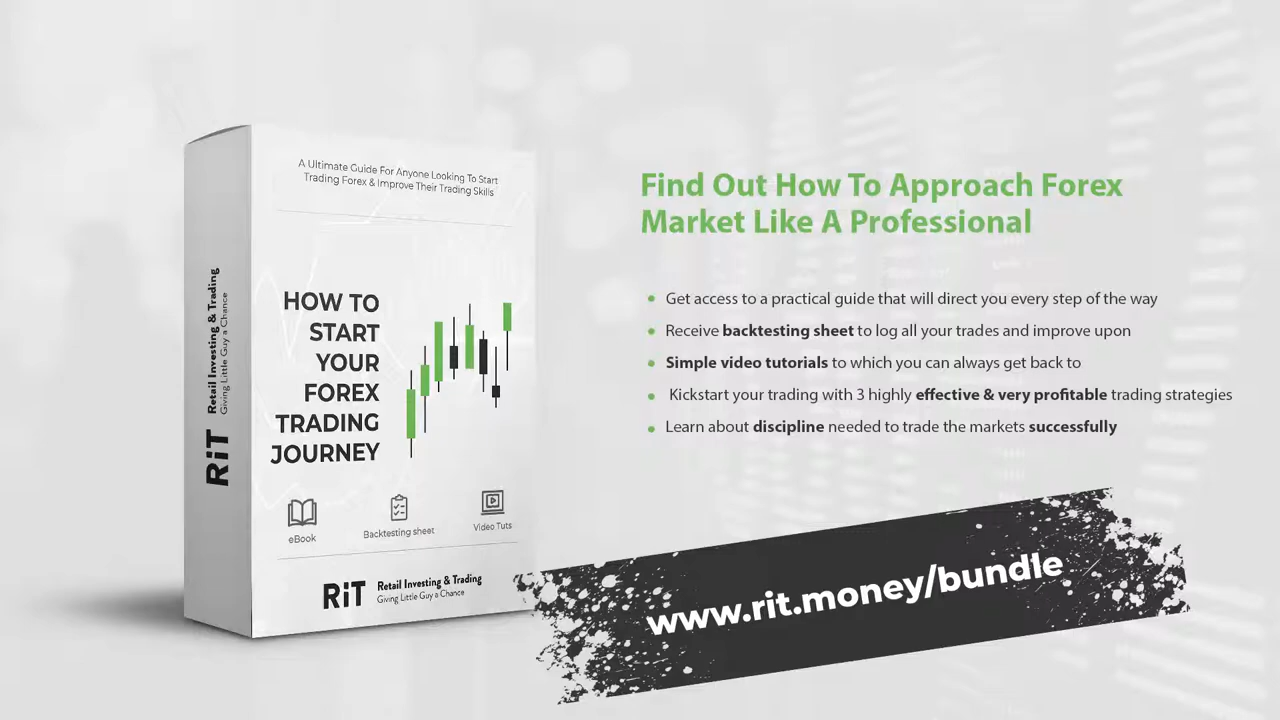 A Ultimate Guide For Anyone Looking To Start
Trading Forex & Improve Their Trading Skills
HOW TO
START
YOUR
FOREX
TRADING
JOURNEY
eBook
Backtesting sheet
Video Tuts
RiT
Retail Investing & Trading
Giving Little Guy a Chance
RiT
Retail Investing & Trading
Giving Little Guy a Chance
Find Out How To Approach Forex
Market Like A Professional
Get access to a practical guide that will direct you every step of the way
Receive backtesting sheet to log all your trades and improve upon
Simple video tutorials to which you can always get back to
Kickstart your trading with 3 highly effective & very profitable trading strategies
Learn about discipline needed to trade the markets successfully
www.rit.money/bundle